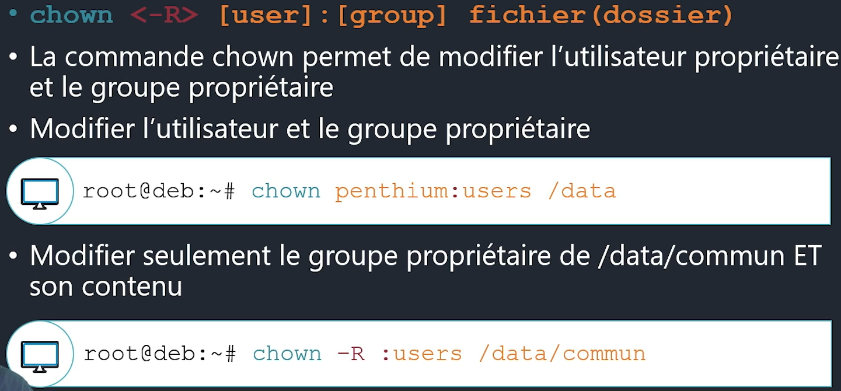 • chown <-R> [user]:[group] fichier(dossier)
• La commande chown permet de modifier l’utilisateur propriétaire
et le groupe propriétaire
• Modifier l’utilisateur et le groupe propriétaire
root@deb:~# chown penthium:users /data
• Modifier seulement le groupe propriétaire de /data/commun ET
son contenu
root@deb:~# chown –R :users /data/commun